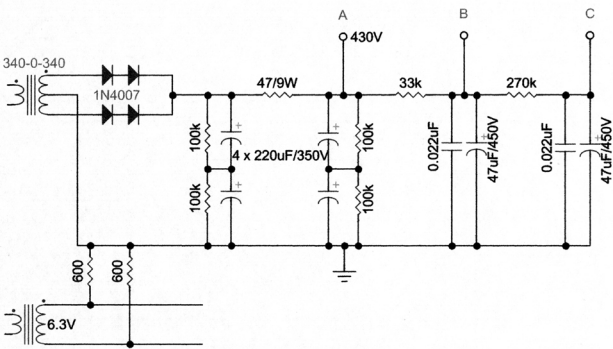 A
B
C
430V
340-0-340
1N4007
47/9W
33k
270k
100k
100k
4 x 220uF/350V
100k
100k
0.022uF
47uF/450V
0.022uF
47uF/450V
600
600
6.3V